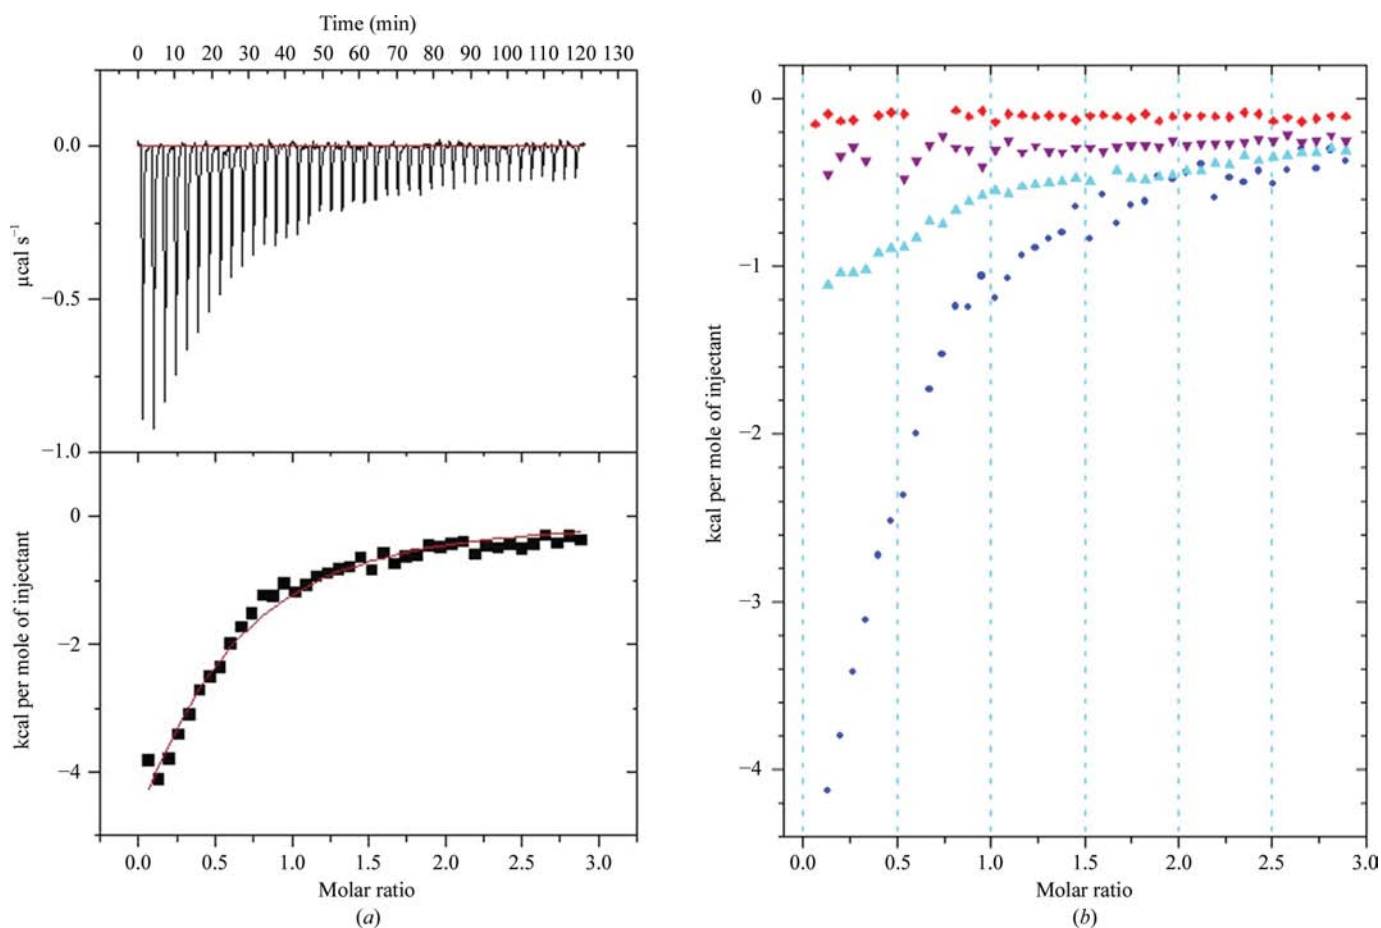 Time (min)
0 10 20 30 40 50 60 70 80 90 100 110 120 130
0.0
−0.5
−1.0
µcal s⁻¹
0
−2
−4
kcal per mole of injectant
0.0 0.5 1.0 1.5 2.0 2.5 3.0
Molar ratio
(a)
0
−1
−2
−3
−4
kcal per mole of injectant
0.0 0.5 1.0 1.5 2.0 2.5 3.0
Molar ratio
(b)